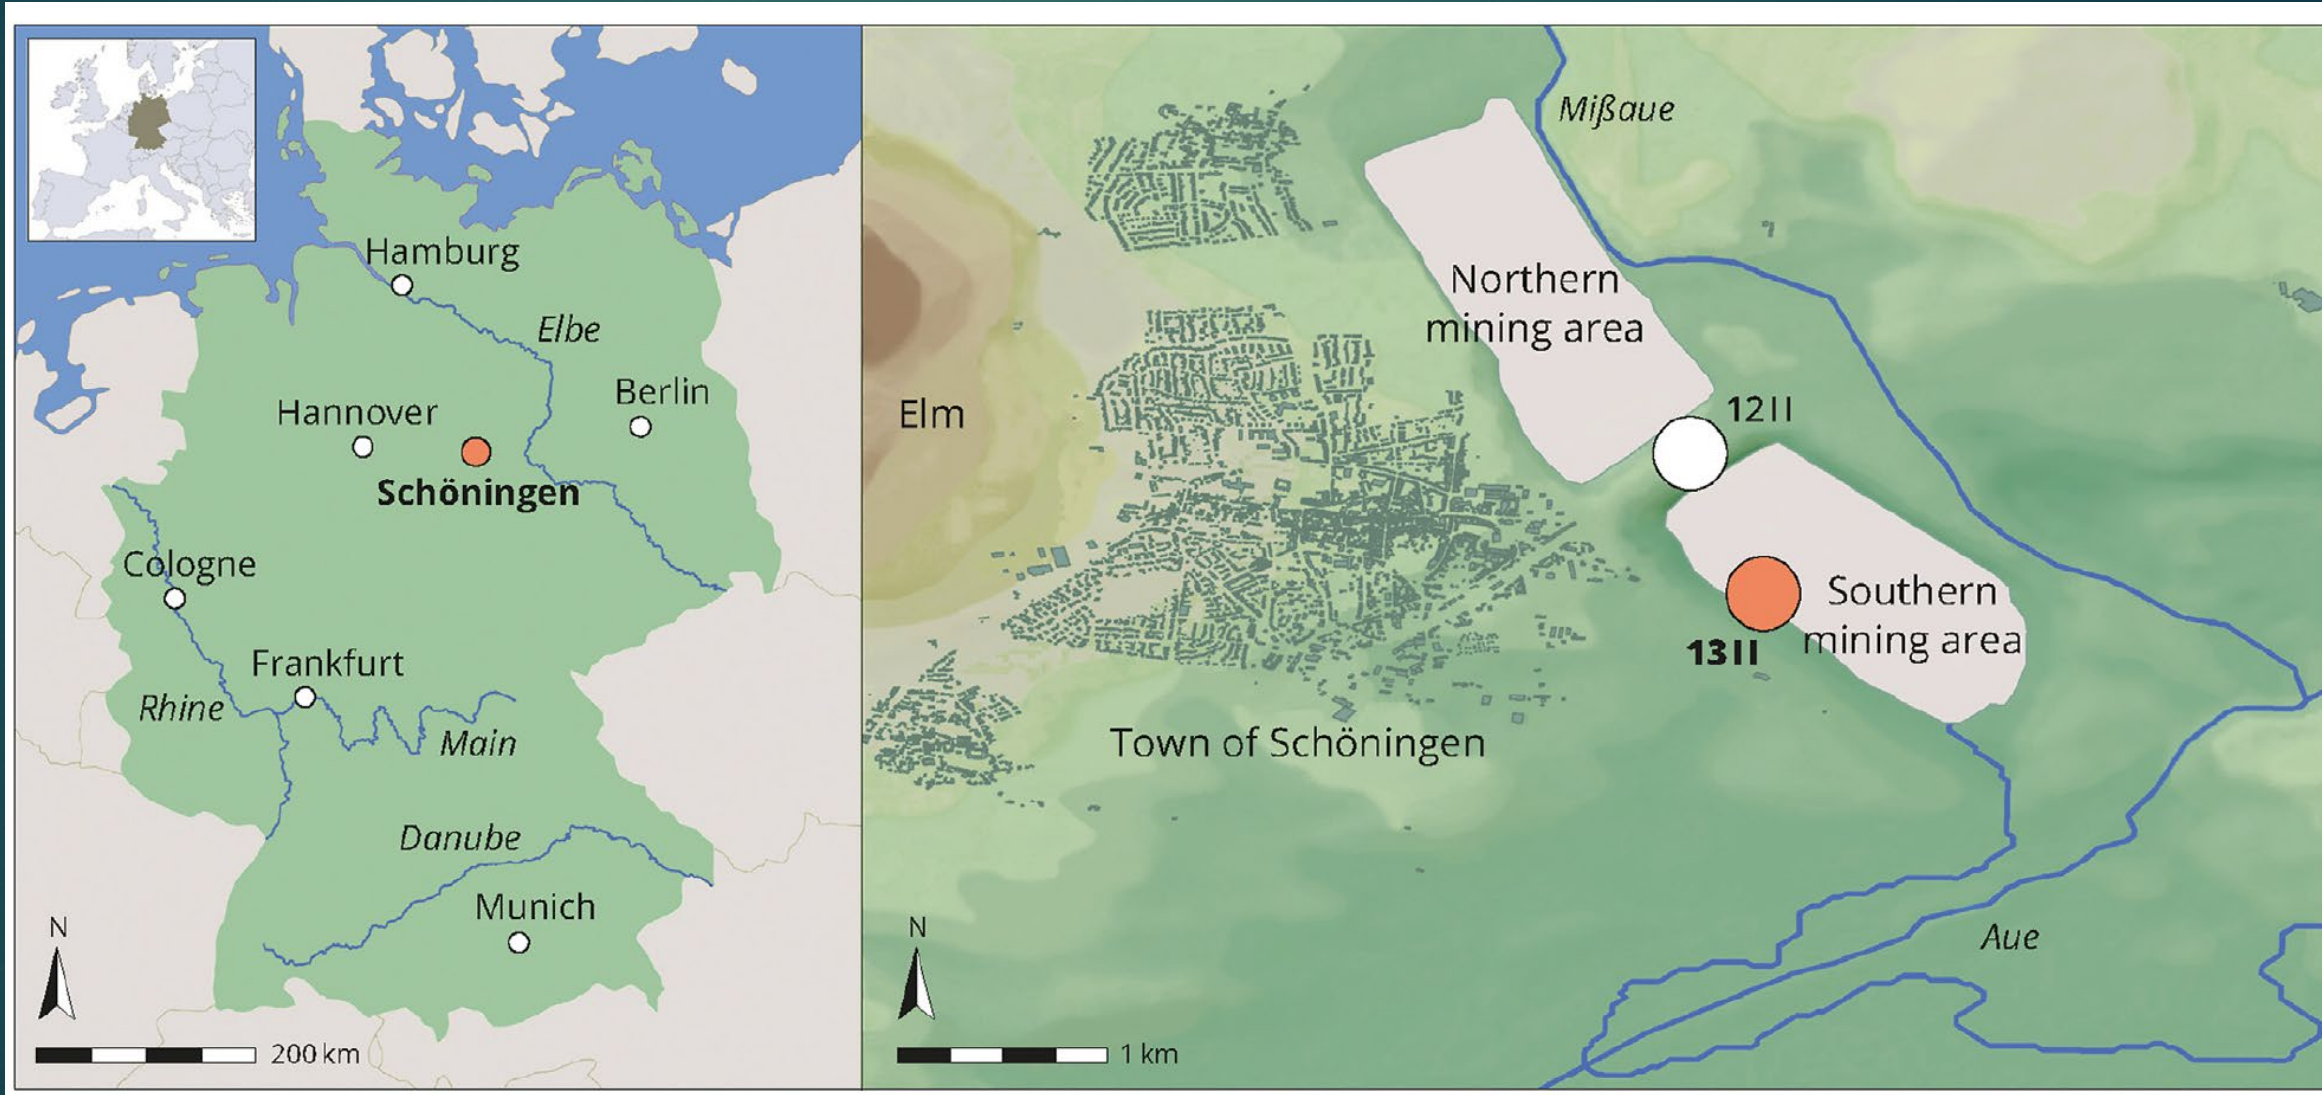 Hamburg
Elbe
Berlin
Hannover
Schöningen
Cologne
Frankfurt
Rhine
Main
Danube
Munich
N
200 km
Mißaue
Northern
mining area
Elm
12 II
Southern
mining area
13 II
Town of Schöningen
Aue
N
1 km